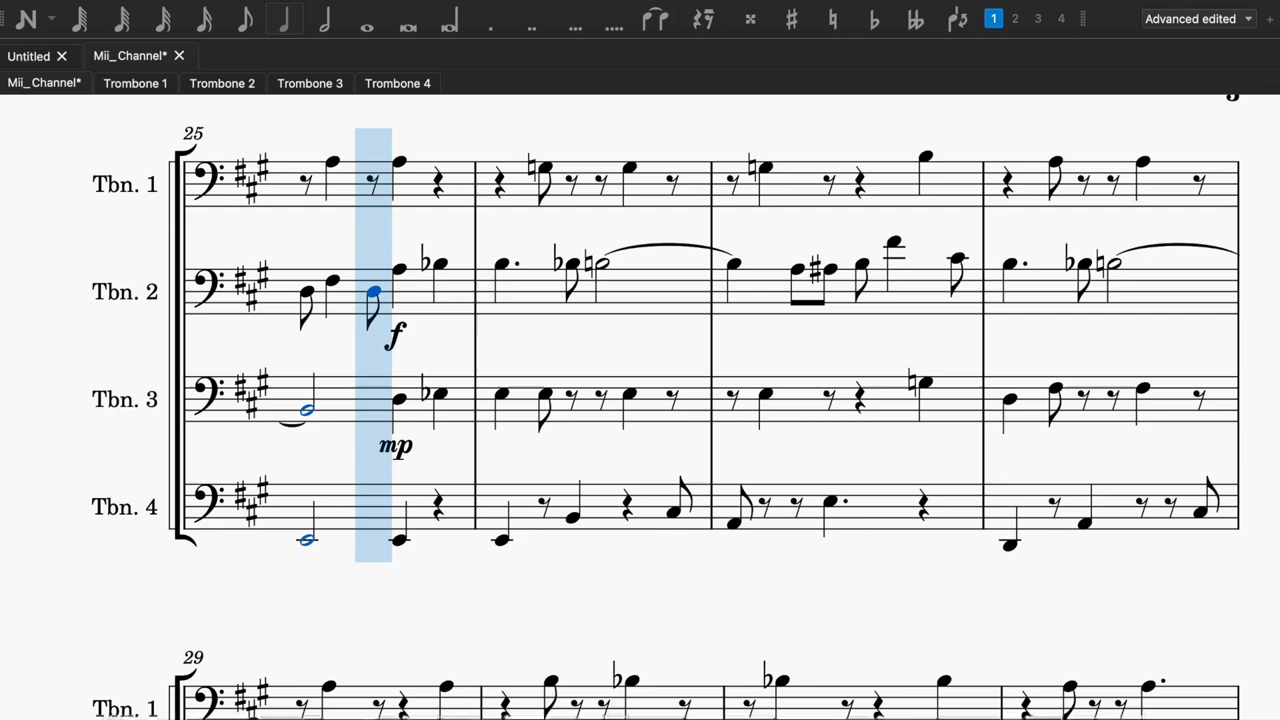 1 2 3 4 Advanced edited
Untitled Mii_Channel*
Mii_Channel* Trombone 1 Trombone 2 Trombone 3 Trombone 4
25
Tbn. 1
Tbn. 2
f
Tbn. 3
mp
Tbn. 4
29
Tbn. 1